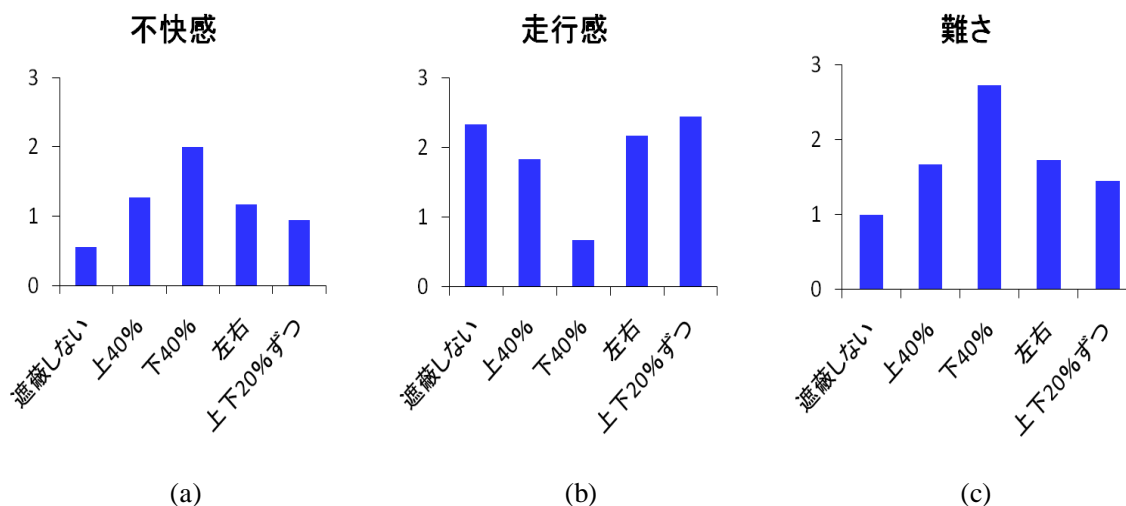 不快感
3
2
1
0
遮蔽しない
上40%
下40%
左右
上下20%ずつ
(a)
走行感
3
2
1
0
遮蔽しない
上40%
下40%
左右
上下20%ずつ
(b)
難さ
3
2
1
0
遮蔽しない
上40%
下40%
左右
上下20%ずつ
(c)